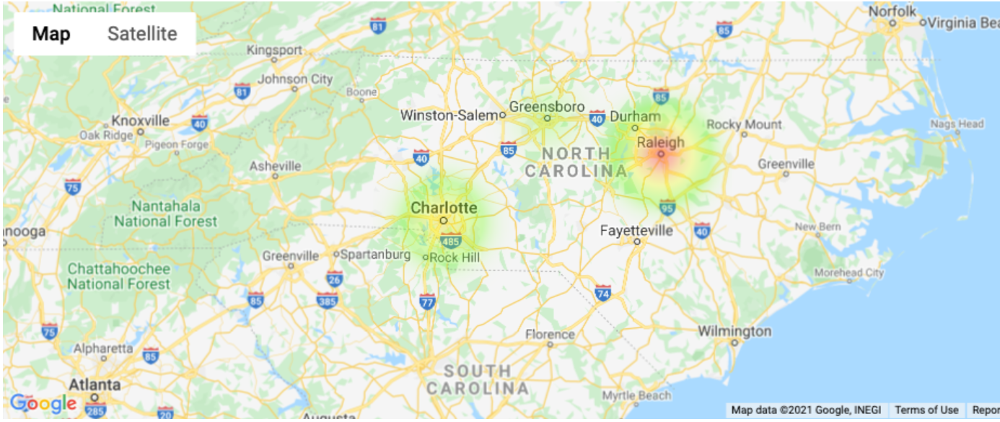 National Forest
Map
Satellite
81
85
Norfolk
Virginia Bea
Kingsport
Johnson City
81
Boone
Knoxville
40
Oak Ridge
Pigeon Forge
Winston-Salem
Greensboro
40
Durham
85
Rocky Mount
Nags Head
Raleigh
40
85
NORTH
CAROLINA
Asheville
Greenville
75
Nantahala
National Forest
Charlotte
95
anooga
485
Fayetteville
40
New Bern
Greenville
Spartanburg
Rock Hill
Chattahoochee
National Forest
Morehead City
26
85
385
77
74
75
Alpharetta
85
Florence
Wilmington
Atlanta
SOUTH
CAROLINA
Myrtle Beach
Google
285
20
Augusta
Map data ©2021 Google, INEGI
Terms of Use
Repor